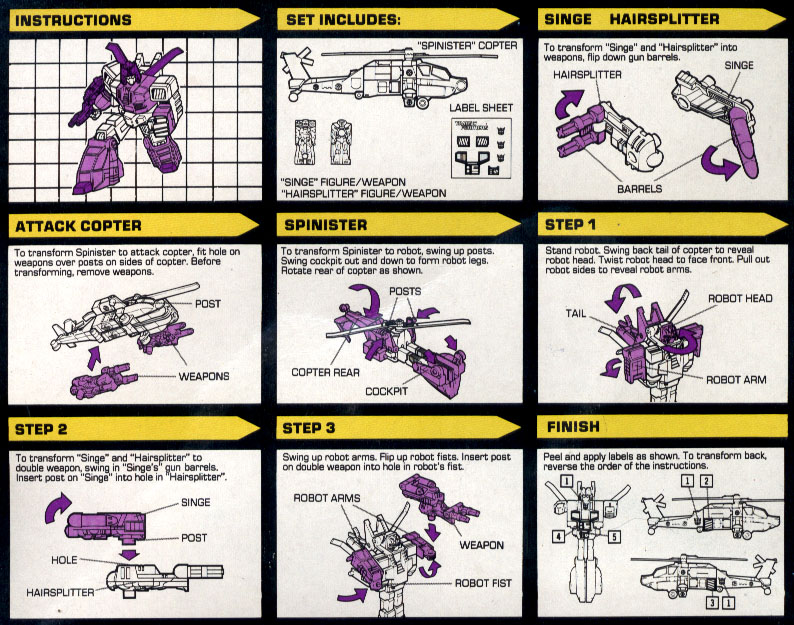 INSTRUCTIONS
SET INCLUDES:
"SPINISTER" COPTER
LABEL SHEET
"SINGE" FIGURE/WEAPON
"HAIRSPLITTER" FIGURE/WEAPON
SINGE HAIRSPLITTER
To transform "Singe" and "Hairsplitter" into
weapons, flip down gun barrels.
HAIRSPLITTER
SINGE
BARRELS
ATTACK COPTER
To transform Spinister to attack copter, fit hole on
weapons over posts on sides of copter. Before
transforming, remove weapons.
POST
WEAPONS
SPINISTER
To transform Spinister to robot, swing up posts.
Swing cockpit out and down to form robot legs.
Rotate rear of copter as shown.
POSTS
COPTER REAR
COCKPIT
STEP 1
Stand robot. Swing back tail of copter to reveal
robot head. Twist robot head to face front. Pull out
robot sides to reveal robot arms.
ROBOT HEAD
TAIL
ROBOT ARM
STEP 2
To transform "Singe" and "Hairsplitter" to
double weapon, swing in "Singe's" gun barrels.
Insert post on "Singe" into hole in "Hairsplitter".
SINGE
POST
HOLE
HAIRSPLITTER
STEP 3
Swing up robot arms. Flip up robot fists. Insert post
on double weapon into hole in robot's fist.
ROBOT ARMS
WEAPON
ROBOT FIST
FINISH
Peel and apply labels as shown. To transform back,
reverse the order of the instructions.
1
1 2
4 5
3 1